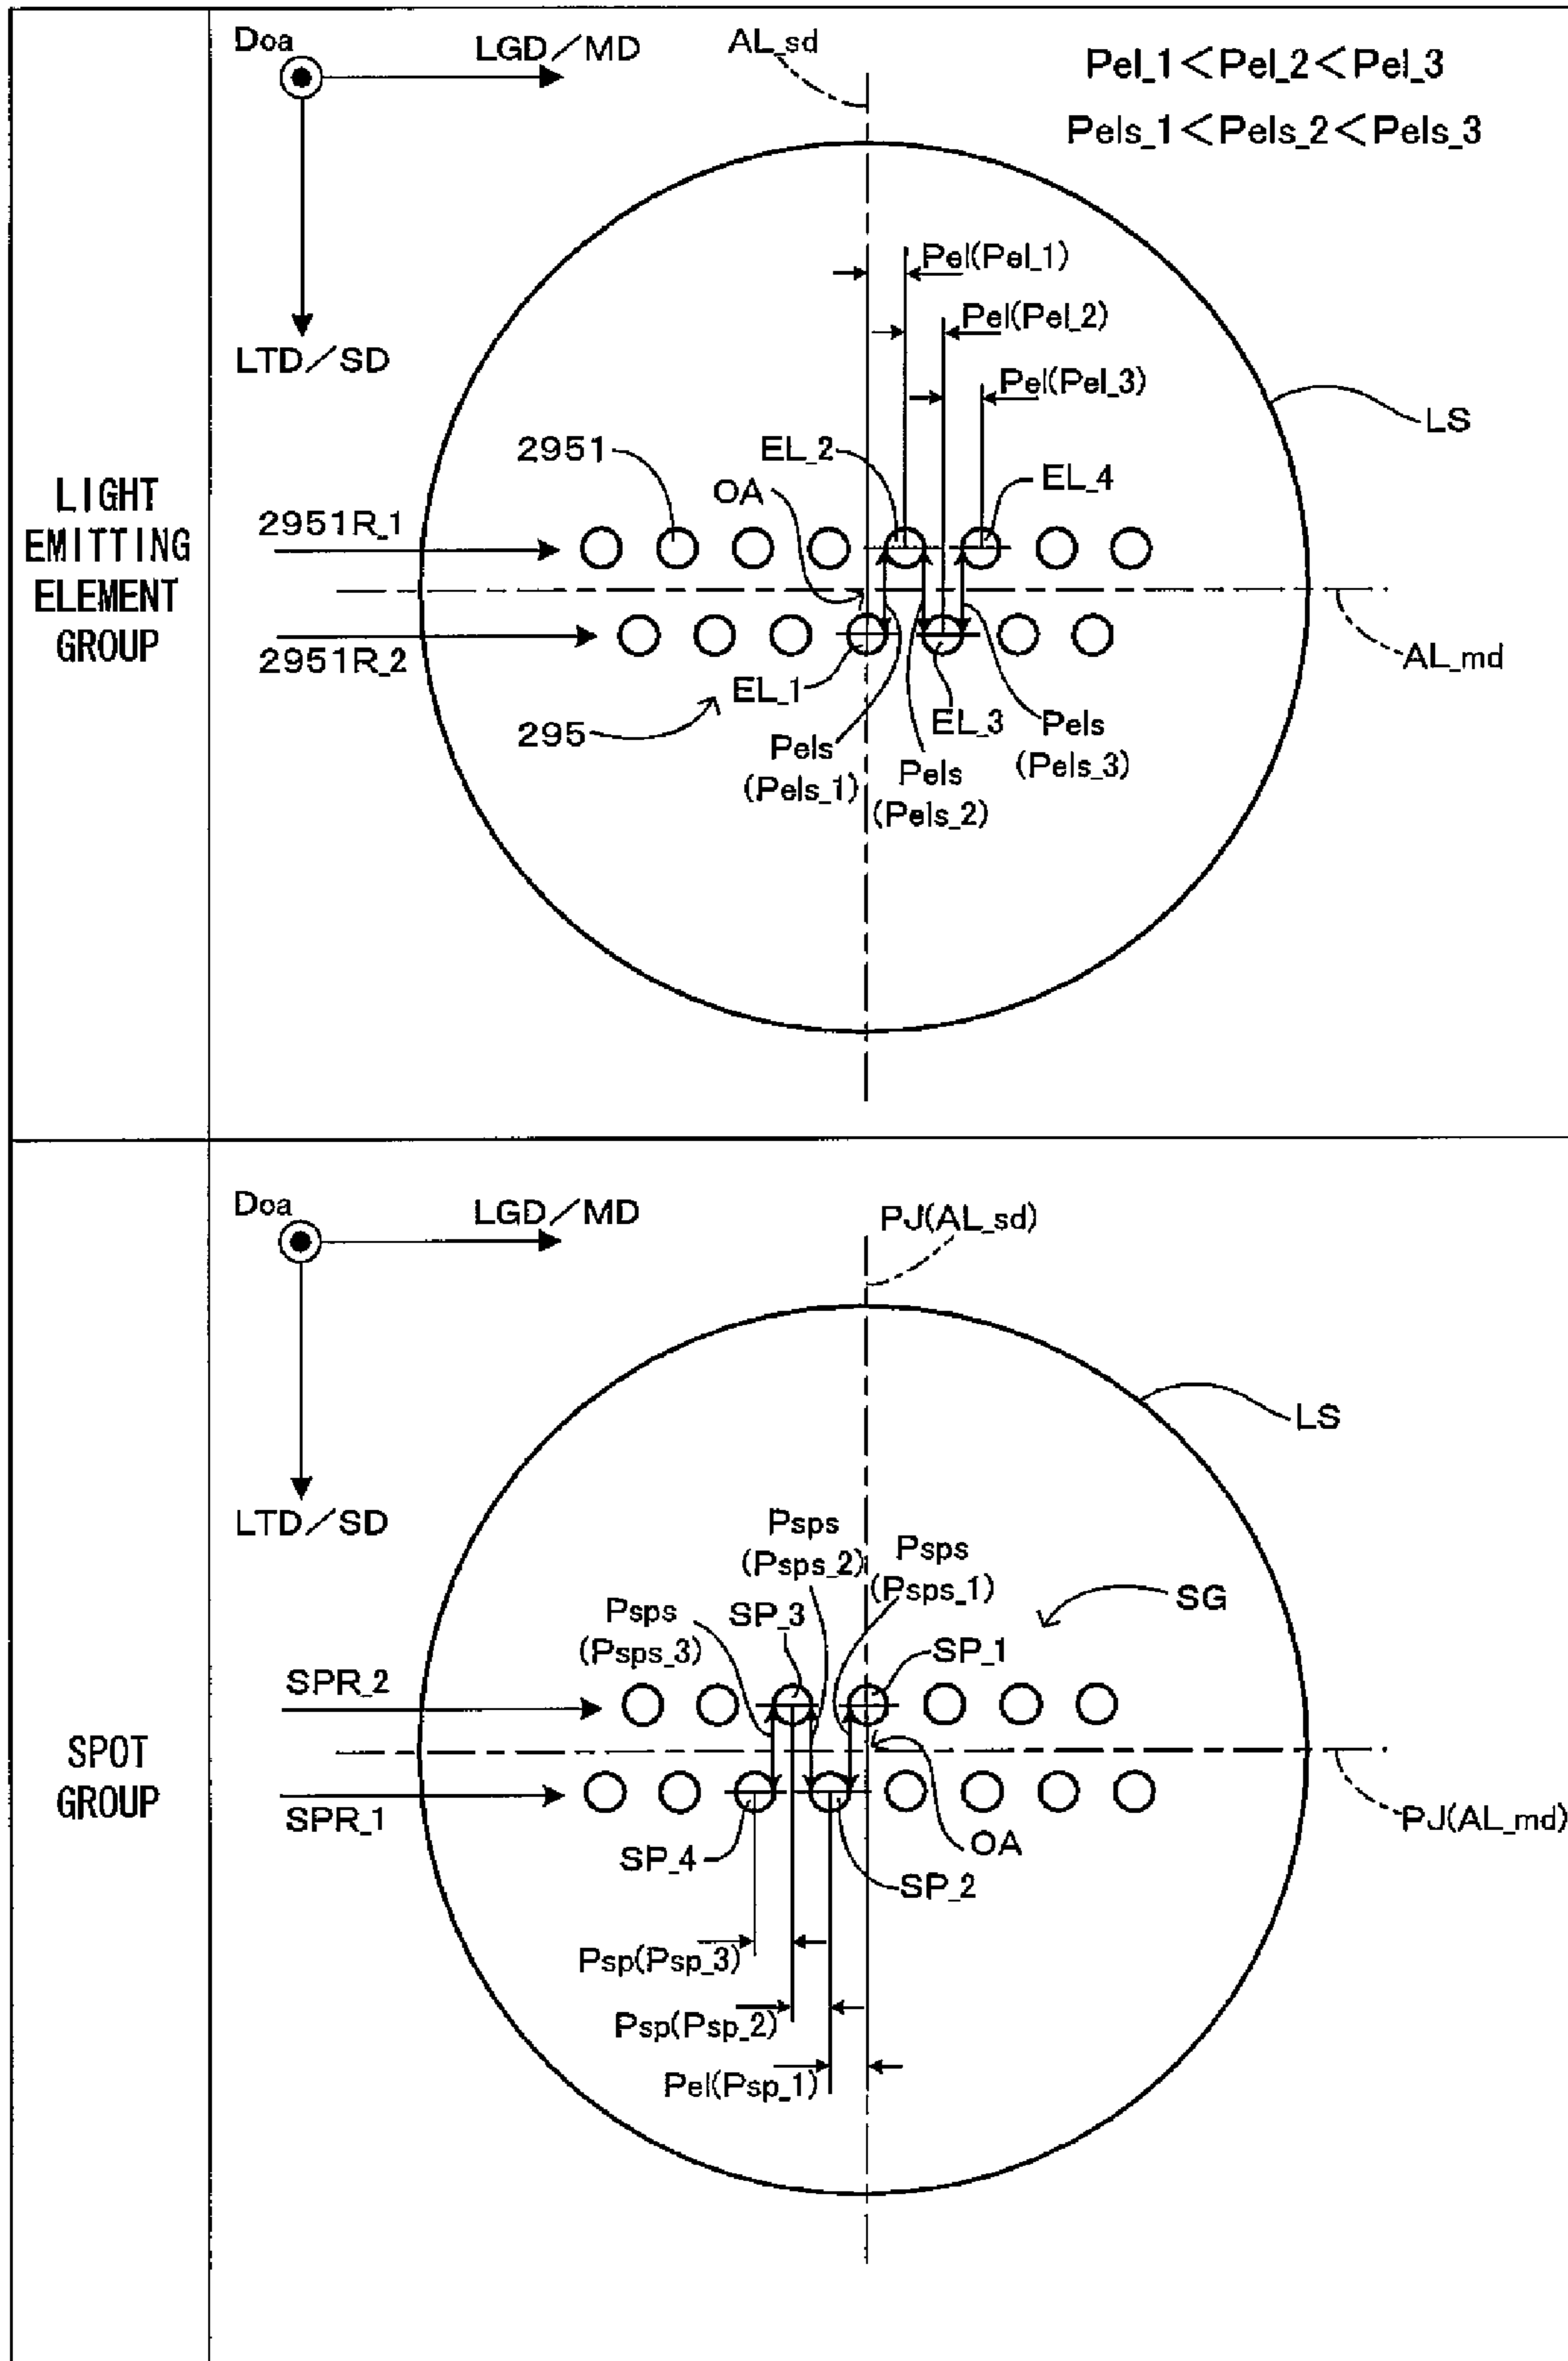 Doa
LGD/MD
AL_sd
Pel_1<Pel_2<Pel_3
Pels_1<Pels_2<Pels_3
LTD/SD
Pel(Pel_1)
Pel(Pel_2)
Pel(Pel_3)
LS
2951
EL_2
EL_4
OA
LIGHT
EMITTING
ELEMENT
GROUP
2951R_1
2951R_2
AL_md
EL_1
EL_3
295
Pels
(Pels_1)
Pels
(Pels_2)
Pels
(Pels_3)
Doa
LGD/MD
PJ(AL_sd)
LS
LTD/SD
Psps
(Psps_2)
Psps
(Psps_1)
SG
Psps
(Psps_3)
SP_3
SP_1
SPR_2
SPOT
GROUP
SPR_1
PJ(AL_md)
SP_4
OA
SP_2
Psp(Psp_3)
Psp(Psp_2)
Pel(Psp_1)